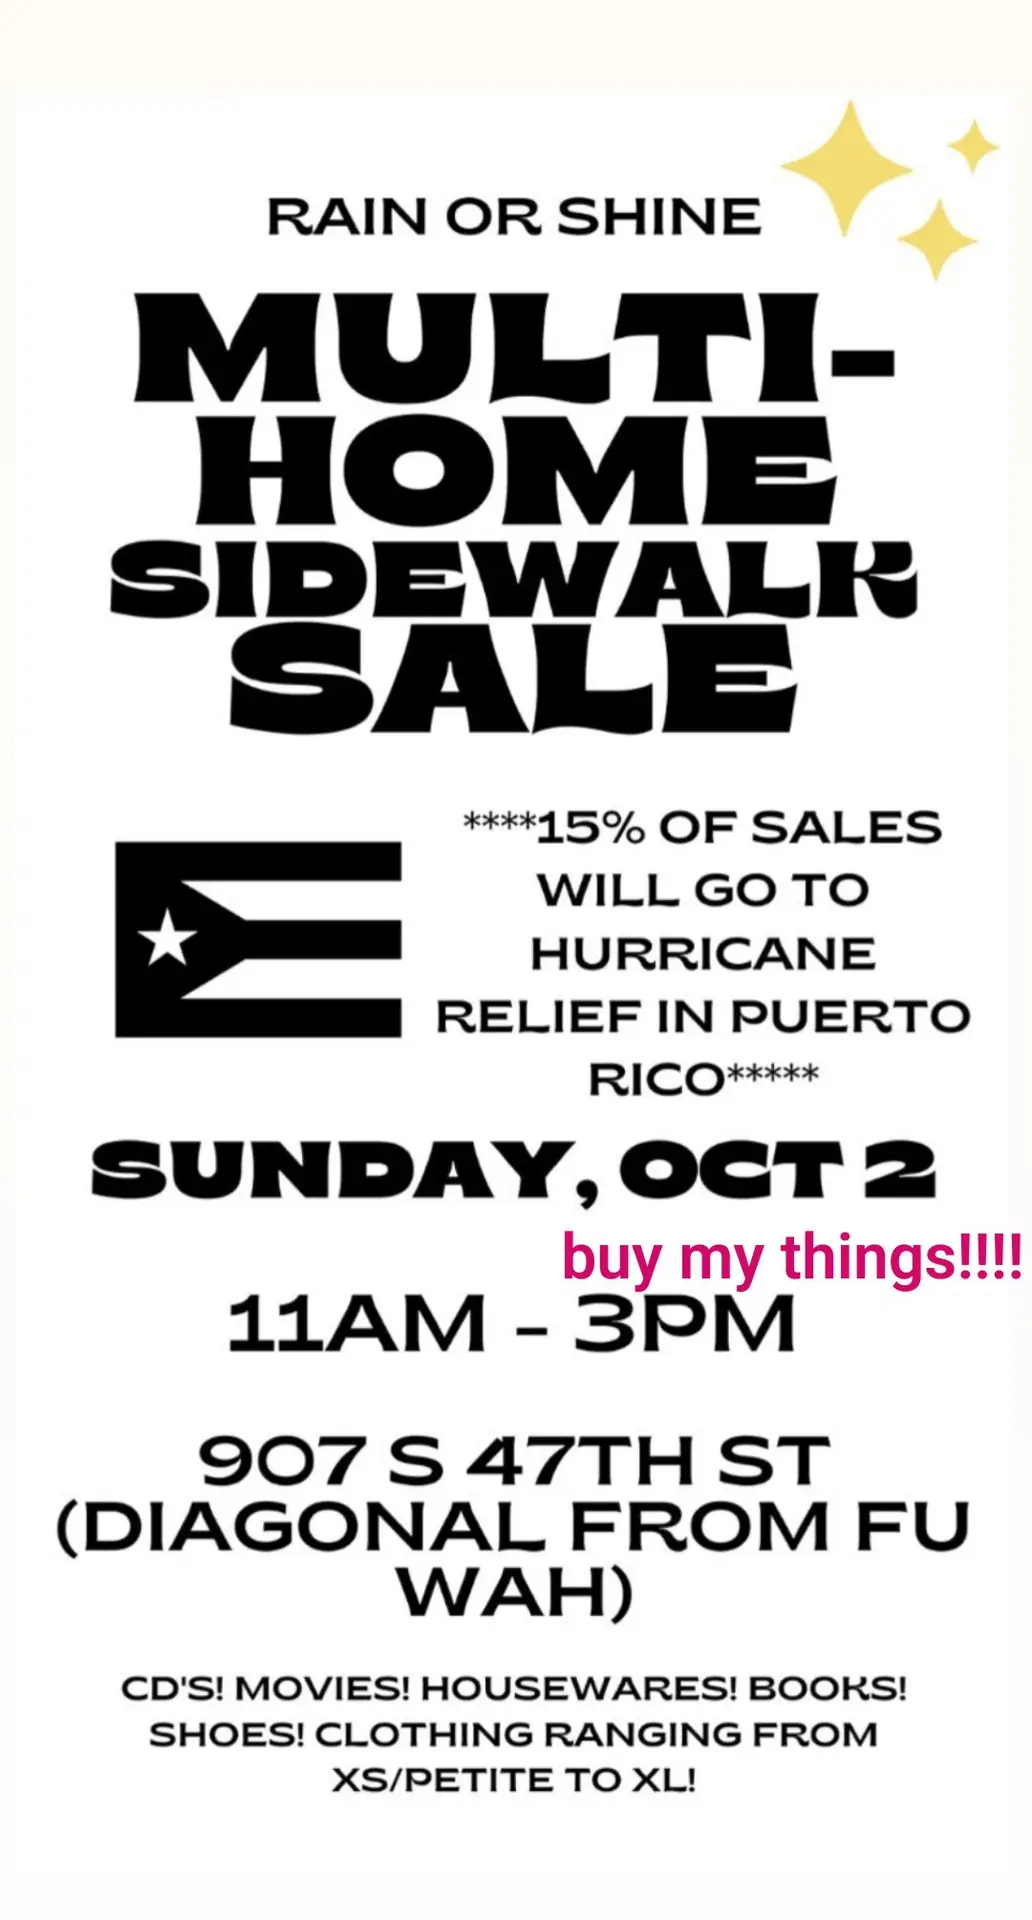 RAIN OR SHINE
MULTI-
HOME
SIDEWALK
SALE
****15% OF SALES
WILL GO TO
HURRICANE
RELIEF IN PUERTO
RICO*****
SUNDAY, OCT 2
buy my things!!!!
11AM - 3PM
907 S 47TH ST
(DIAGONAL FROM FU
WAH)
CD'S! MOVIES! HOUSEWARES! BOOKS!
SHOES! CLOTHING RANGING FROM
XS/PETITE TO XL!